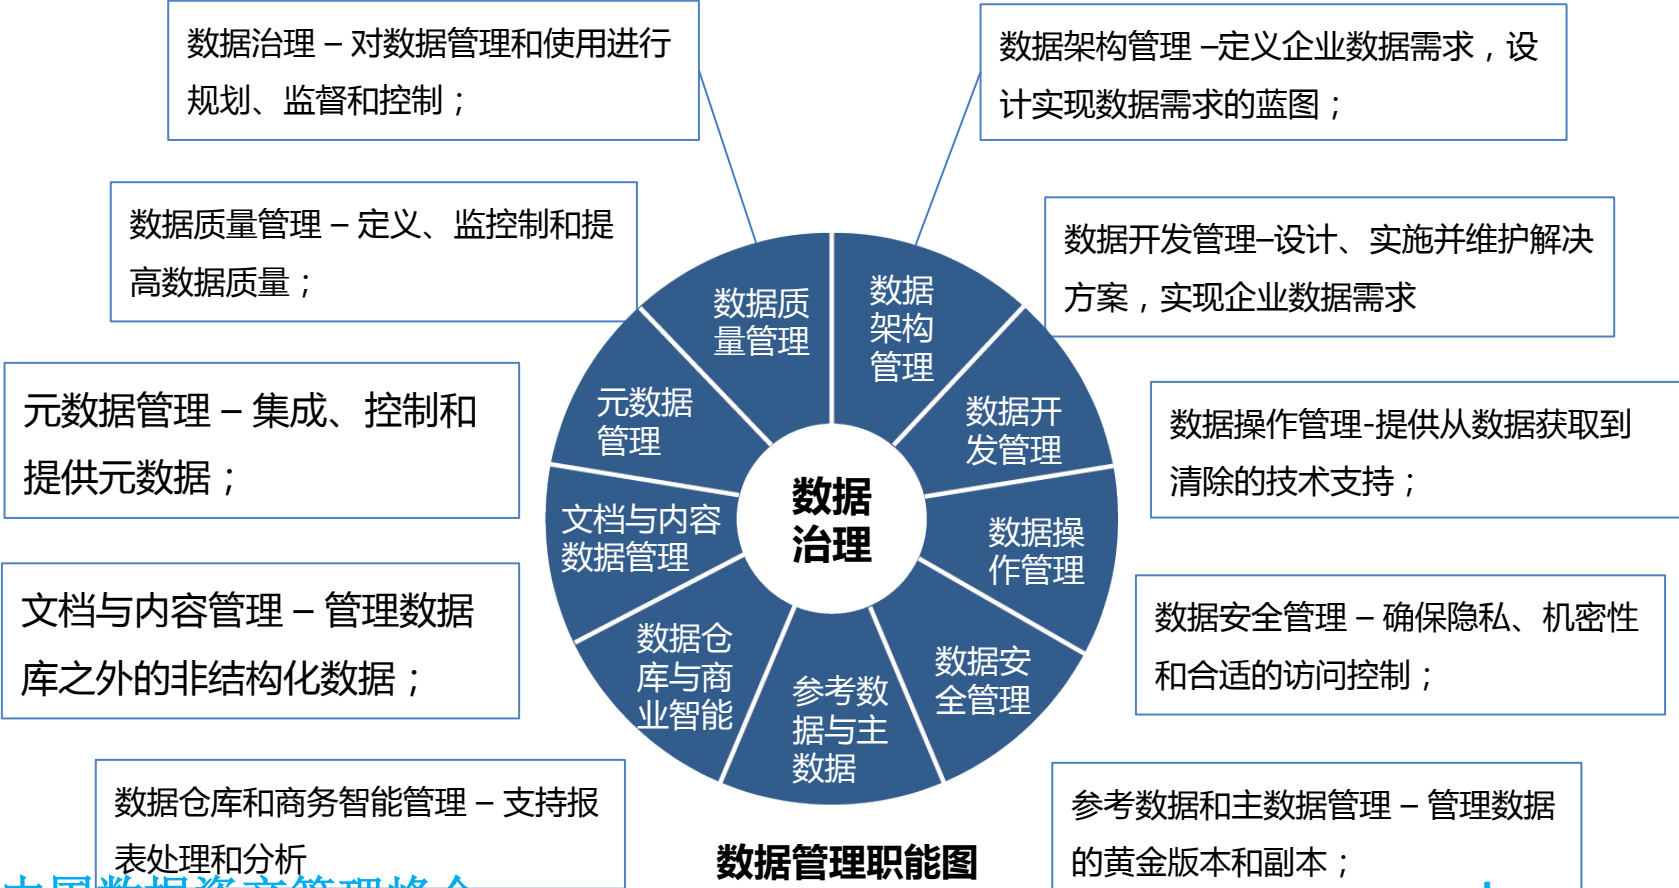 数据治理 – 对数据管理和使用进行
规划、监督和控制；
数据架构管理 –定义企业数据需求，设
计实现数据需求的蓝图；
数据质量管理 – 定义、监控制和提
高数据质量；
数据开发管理–设计、实施并维护解决
方案，实现企业数据需求
元数据管理 – 集成、控制和
提供元数据；
数据操作管理-提供从数据获取到
清除的技术支持；
文档与内容管理 – 管理数据
库之外的非结构化数据；
数据安全管理 – 确保隐私、机密性
和合适的访问控制；
数据仓库和商务智能管理 – 支持报
表处理和分析
参考数据和主数据管理 – 管理数据
的黄金版本和副本；
数据质
量管理
数据
架构
管理
元数据
管理
数据开
发管理
文档与内容
数据管理
数据
治理
数据操
作管理
数据仓
库与商
业智能
参考数
据与主
数据
数据安
全管理
数据管理职能图
中国数据资产管理峰会